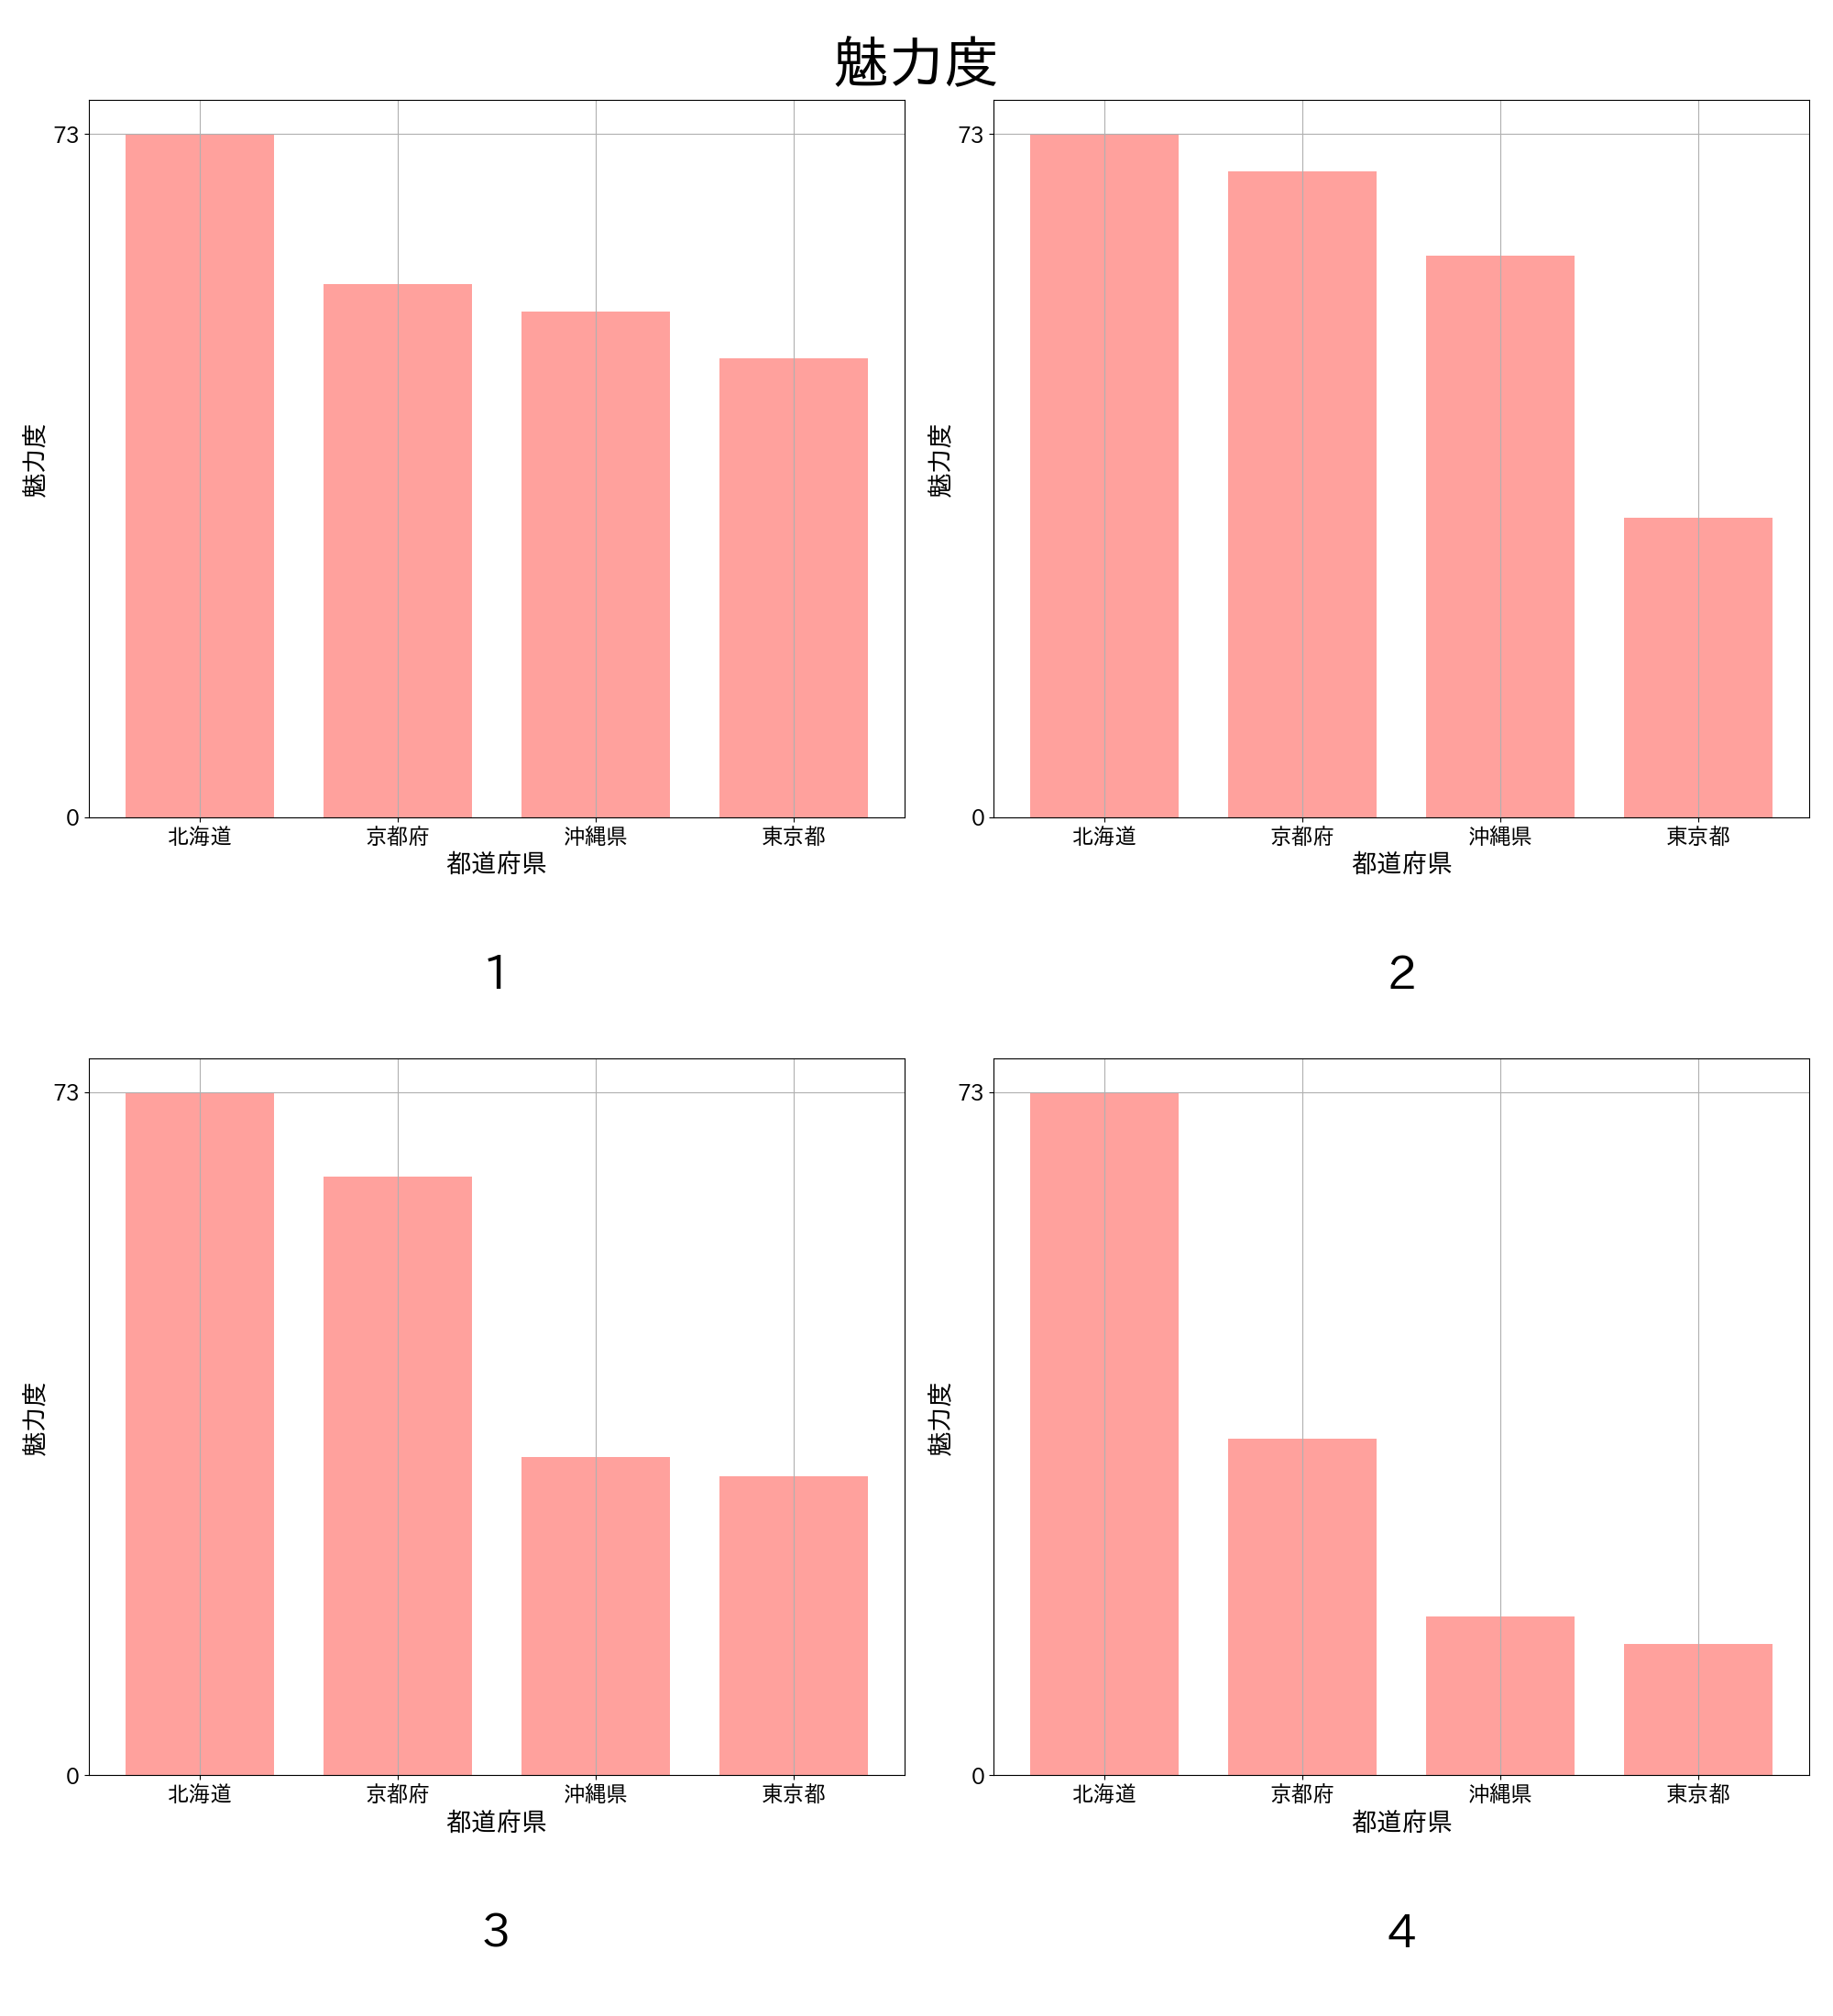 魅力度
73
0
魅力度
北海道 京都府 沖縄県 東京都
都道府県
1
73
0
魅力度
北海道 京都府 沖縄県 東京都
都道府県
2
73
0
魅力度
北海道 京都府 沖縄県 東京都
都道府県
3
73
0
魅力度
北海道 京都府 沖縄県 東京都
都道府県
4